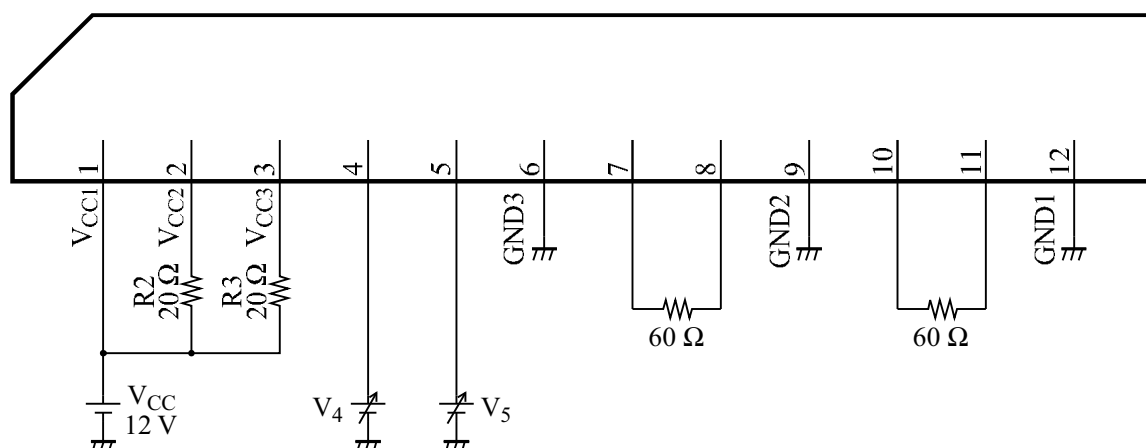 1
2
3
4
5
6
7
8
9
10
11
12
VCC1
VCC2
VCC3
GND3
GND2
GND1
R2
20 Ω
R3
20 Ω
60 Ω
60 Ω
VCC
12 V
V4
V5